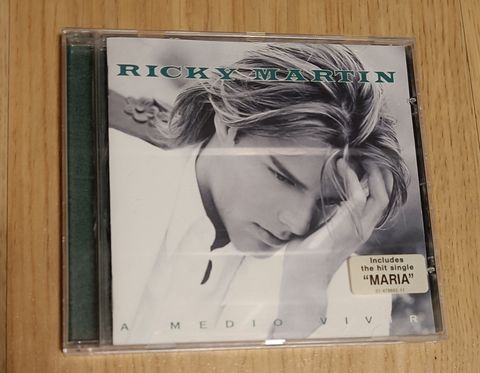 RICKY MARTIN
Includes
the hit single
"MARIA"
A MEDIO VIVIR